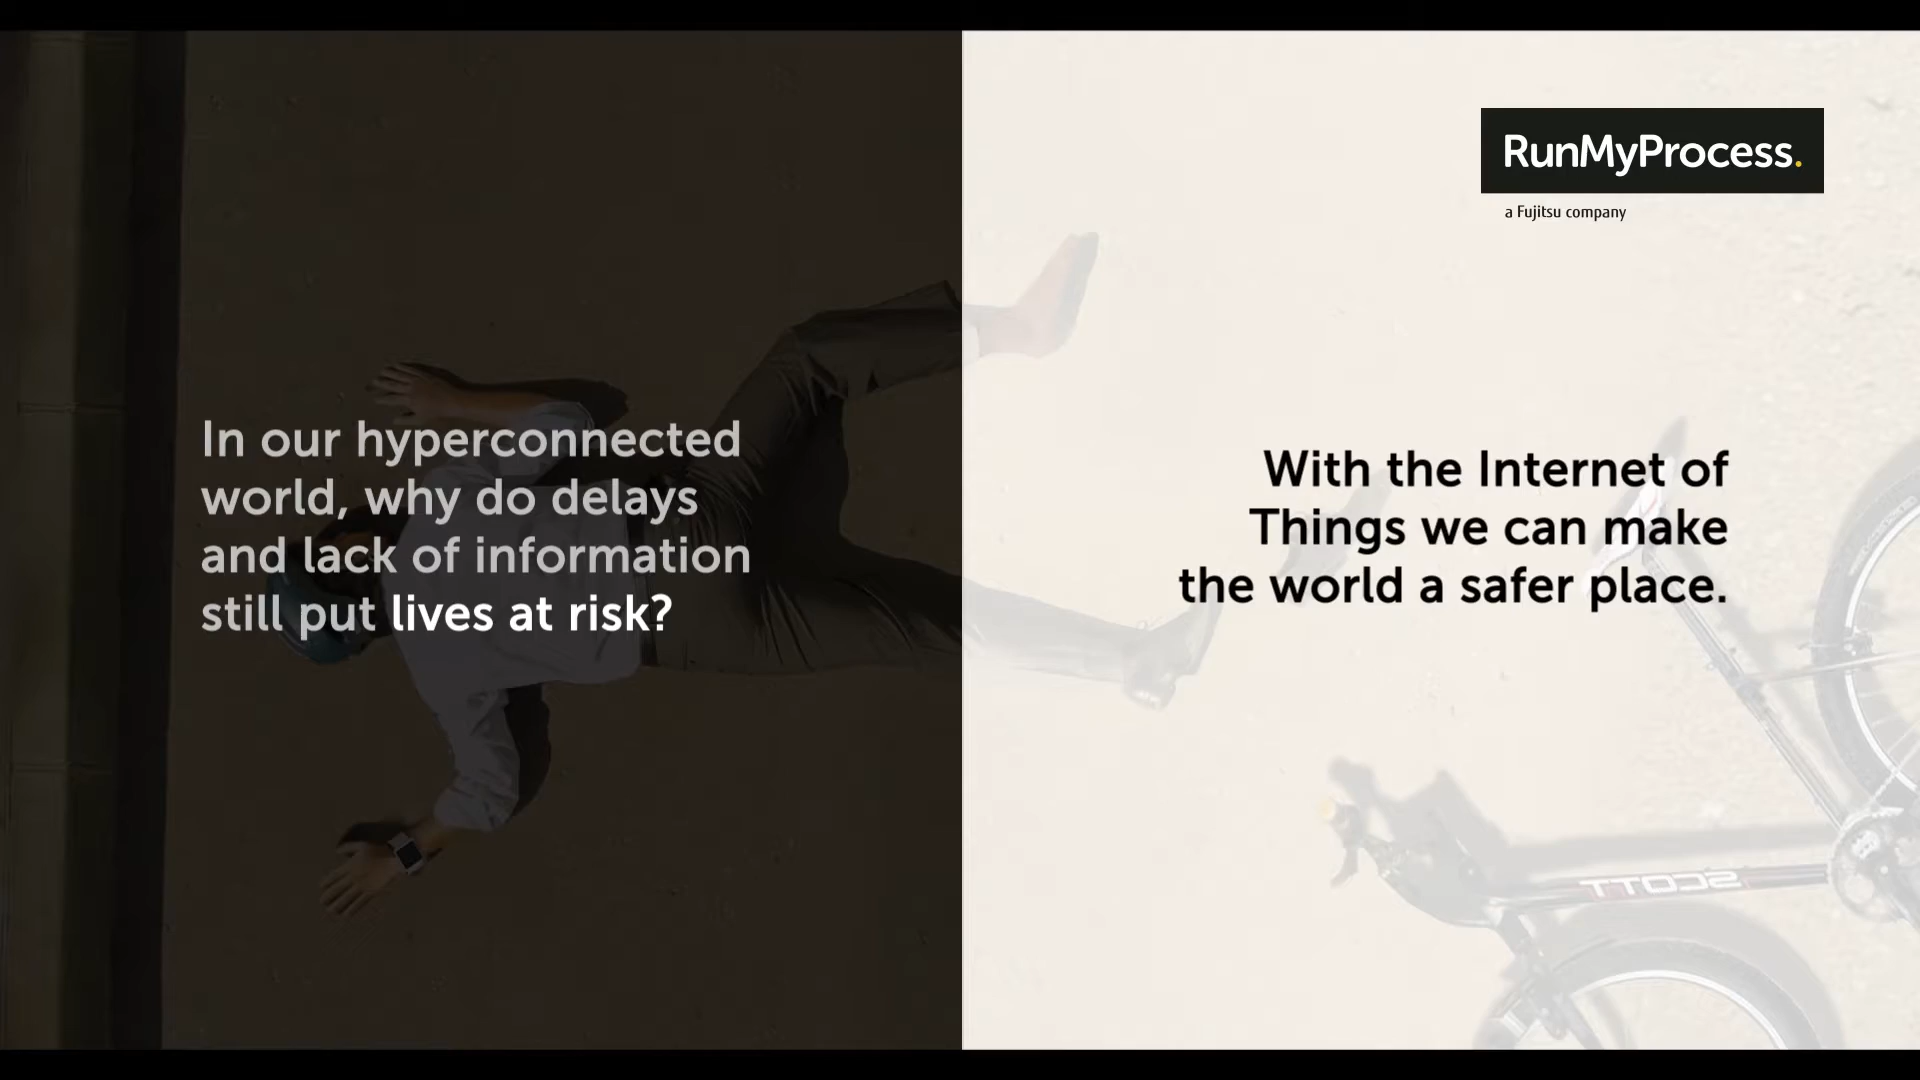 In our hyperconnected
world, why do delays
and lack of information
still put lives at risk?
RunMyProcess.
a Fujitsu company
With the Internet of
Things we can make
the world a safer place.
SCOTT